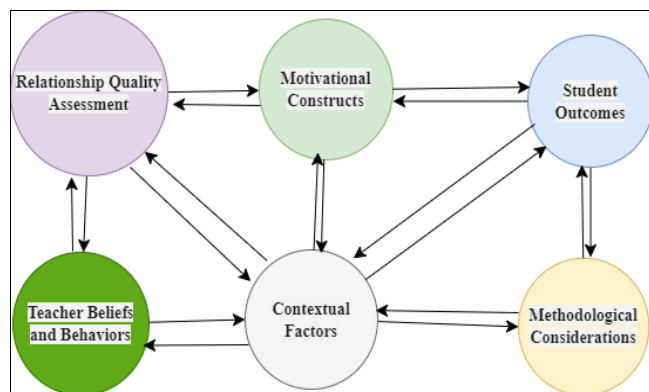 Relationship Quality
Assessment
Motivational
Constructs
Student
Outcomes
Teacher Beliefs
and Behaviors
Contextual
Factors
Methodological
Considerations